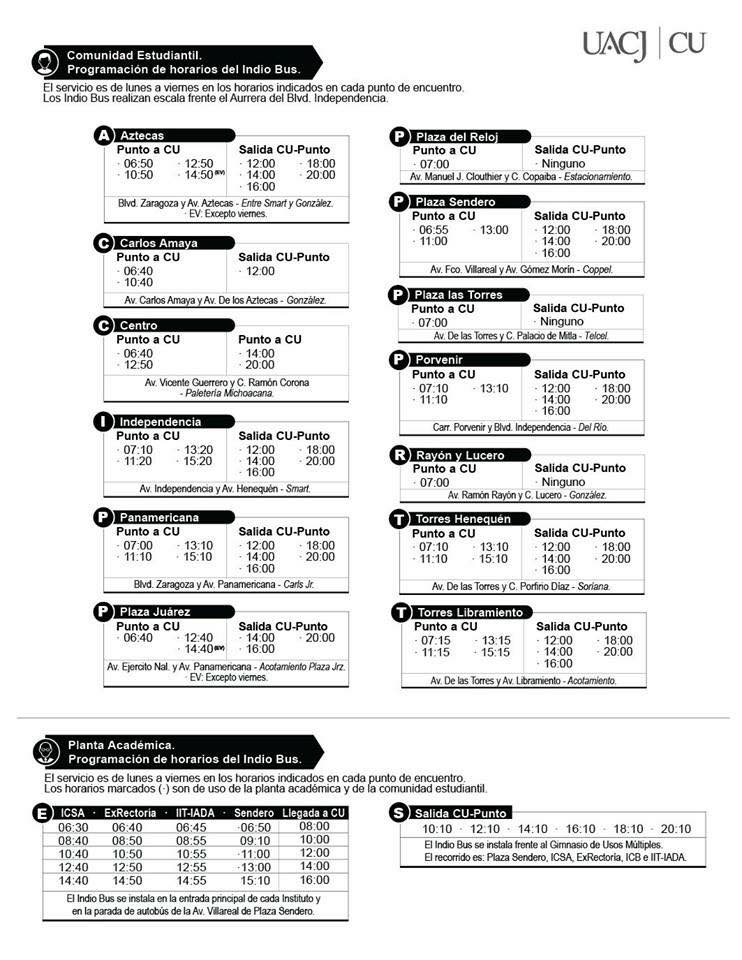 UACJ | CU
Comunidad Estudiantil.
Programación de horarios del Indio Bus.
El servicio es de lunes a viernes en los horarios indicados en cada punto de encuentro.
Los Indio Bus realizan escala frente el Aurrera del Blvd. Independencia.
A Aztecas
Punto a CU Salida CU-Punto
· 06:50 · 12:50 · 12:00 · 18:00
· 10:50 · 14:50 (EV) · 14:00 · 20:00
· 16:00
Blvd. Zaragoza y Av. Aztecas - Entre Smart y Gonzàlez.
· EV: Excepto viernes.
C Carlos Amaya
Punto a CU Salida CU-Punto
· 06:40 · 12:00
· 10:40
Av. Carlos Amaya y Av. De los Aztecas - Gonzàlez.
C Centro
Punto a CU Punto a CU
· 06:40 · 14:00
· 12:50 · 20:00
Av. Vicente Guerrero y C. Ramón Corona
- Paletería Michoacana.
I Independencia
Punto a CU Salida CU-Punto
· 07:10 · 13:20 · 12:00 · 18:00
· 11:20 · 15:20 · 14:00 · 20:00
· 16:00
Av. Independencia y Av. Henequén - Smart.
P Panamericana
Punto a CU Salida CU-Punto
· 07:00 · 13:10 · 12:00 · 18:00
· 11:10 · 15:10 · 14:00 · 20:00
· 16:00
Blvd. Zaragoza y Av. Panamericana - Carls Jr.
P Plaza Juárez
Punto a CU Salida CU-Punto
· 06:40 · 12:40 · 14:00 · 20:00
· 14:40 (EV) · 16:00
Av. Ejercito Nal. y Av. Panamericana - Acotamiento Plaza Jrz.
· EV: Excepto viernes.
P Plaza del Reloj
Punto a CU Salida CU-Punto
· 07:00 · Ninguno
Av. Manuel J. Clouthier y C. Copaiba - Estacionamiento.
P Plaza Sendero
Punto a CU Salida CU-Punto
· 06:55 · 13:00 · 12:00 · 18:00
· 11:00 · 14:00 · 20:00
· 16:00
Av. Fco. Villareal y Av. Gómez Morín - Coppel.
P Plaza las Torres
Punto a CU Salida CU-Punto
· 07:00 · Ninguno
Av. De las Torres y C. Palacio de Mitla - Telcel.
P Porvenir
Punto a CU Salida CU-Punto
· 07:10 · 13:10 · 12:00 · 18:00
· 11:10 · 14:00 · 20:00
· 16:00
Carr. Porvenir y Blvd. Independencia - Del Río.
R Rayón y Lucero
Punto a CU Salida CU-Punto
· 07:00 · Ninguno
Av. Ramón Rayón y C. Lucero - Gonzàlez.
T Torres Henequén
Punto a CU Salida CU-Punto
· 07:10 · 13:10 · 12:00 · 18:00
· 11:10 · 15:10 · 14:00 · 20:00
· 16:00
Av. De las Torres y C. Porfirio Díaz - Soriana.
T Torres Libramiento
Punto a CU Salida CU-Punto
· 07:15 · 13:15 · 12:00 · 18:00
· 11:15 · 15:15 · 14:00 · 20:00
· 16:00
Av. De las Torres y Av. Libramiento - Acotamiento.
Planta Académica.
Programación de horarios del Indio Bus.
El servicio es de lunes a viernes en los horarios indicados en cada punto de encuentro.
Los horarios marcados (·) son de uso de la planta académica y de la comunidad estudiantil.
E ICSA · ExRectoría · IIT-IADA · Sendero Llegada a CU
06:30 06:40 06:45 ·06:50 08:00
08:40 08:50 08:55 09:10 10:00
10:40 10:50 10:55 ·11:00 12:00
12:40 12:50 12:55 ·13:00 14:00
14:40 14:50 14:55 15:10 16:00
El Indio Bus se instala en la entrada principal de cada Instituto y
en la parada de autobús de la Av. Villareal de Plaza Sendero.
S Salida CU-Punto
10:10 · 12:10 · 14:10 · 16:10 · 18:10 · 20:10
El Indio Bus se instala frente al Gimnasio de Usos Múltiples.
El recorrido es: Plaza Sendero, ICSA, ExRectoría, ICB e IIT-IADA.